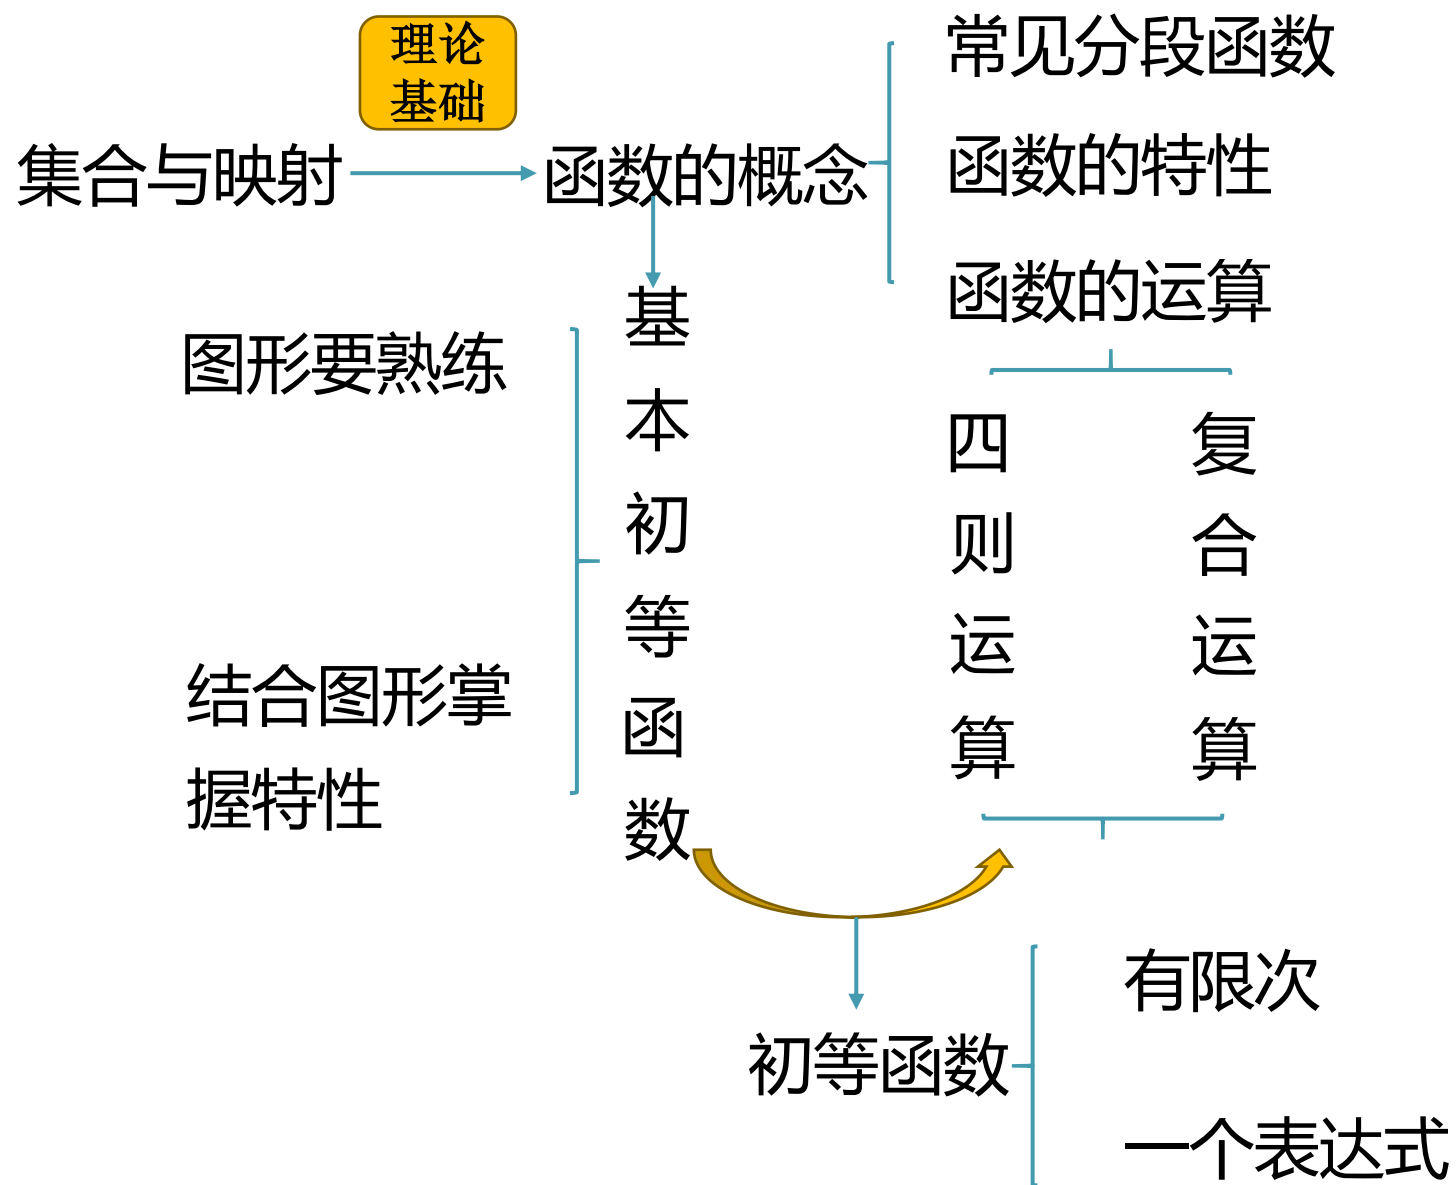 理论
基础
集合与映射
函数的概念
常见分段函数
函数的特性
函数的运算
图形要熟练
结合图形掌
握特性
基本初等函数
四则运算
复合运算
初等函数
有限次
一个表达式